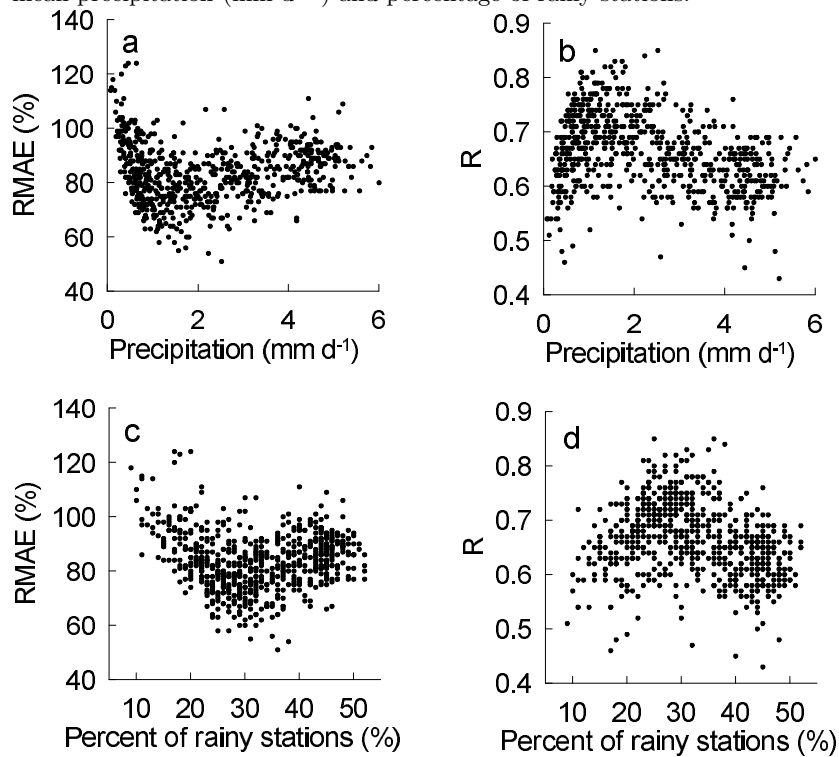 mean precipitation (mm d⁻¹) and percentage of rainy stations.
a
140
120
100
80
60
40
RMAE (%)
0 2 4 6
Precipitation (mm d-1)
b
0.9
0.8
0.7
0.6
0.5
0.4
R
0 2 4 6
Precipitation (mm d-1)
c
140
120
100
80
60
40
RMAE (%)
10 20 30 40 50
Percent of rainy stations (%)
d
0.9
0.8
0.7
0.6
0.5
0.4
R
10 20 30 40 50
Percent of rainy stations (%)